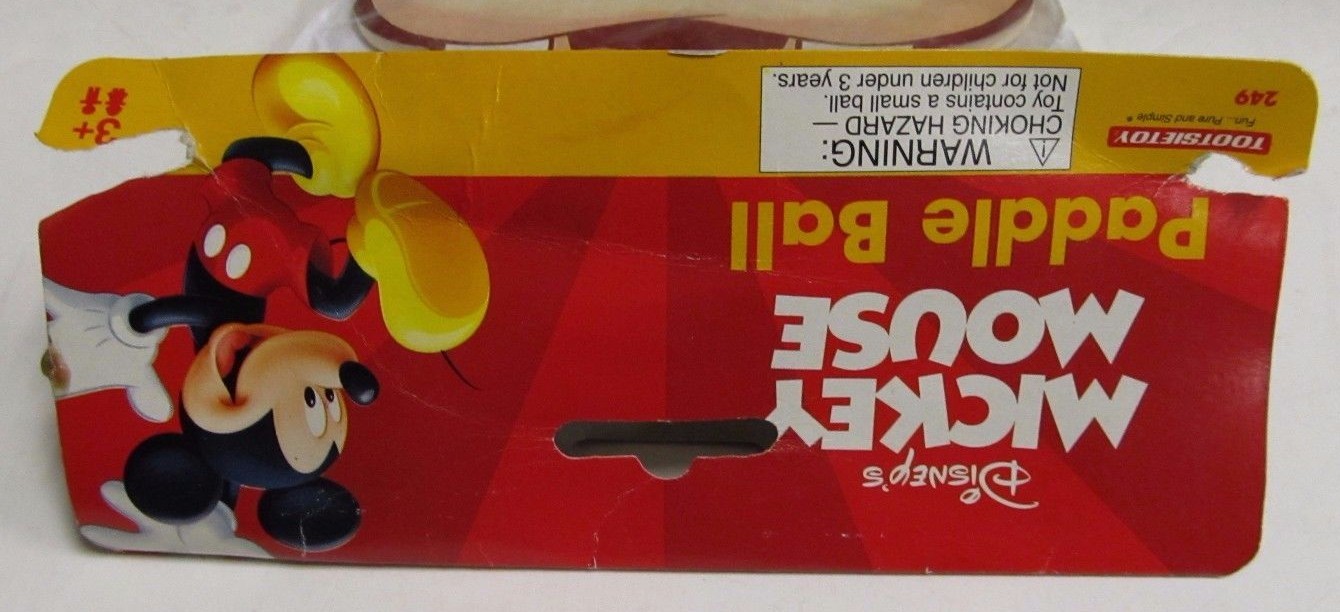 Disney's
MICKEY
MOUSE
Paddle Ball
TOOTSIETOY
Fun... Pure and Simple
249
WARNING:
CHOKING HAZARD —
Toy contains a small ball.
Not for children under 3 years.
3+